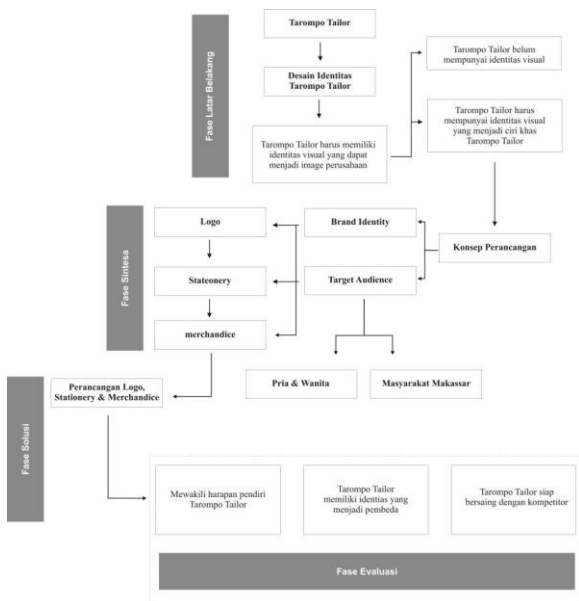 Fase Latar Belakang
Tarompo Tailor
Desain Identitas
Tarompo Tailor
Tarompo Tailor harus memiliki
identitas visual yang dapat
menjadi image perusahaan
Tarompo Tailor belum
mempunyai identitas visual
Tarompo Tailor harus
mempunyai identitas visual
yang menjadi ciri khas
Tarompo Tailor
Fase Sintesa
Logo
Brand Identity
Konsep Perancangan
Stateonery
Target Audience
merchandice
Pria & Wanita
Masyarakat Makassar
Fase Solusi
Perancangan Logo,
Stationery & Merchandice
Mewakili harapan pendiri
Tarompo Tailor
Tarompo Tailor
memiliki identias yang
menjadi pembeda
Tarompo Tailor siap
bersaing dengan kompetitor
Fase Evaluasi